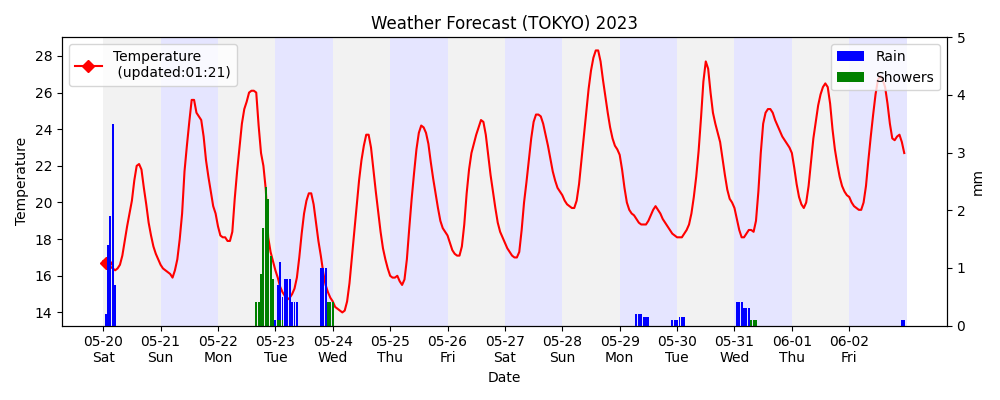 Weather Forecast (TOKYO) 2023
Temperature
(updated:01:21)
Rain
Showers
Temperature
28
26
24
22
20
18
16
14
5
4
3
2
1
0
mm
05-20 05-21 05-22 05-23 05-24 05-25 05-26 05-27 05-28 05-29 05-30 05-31 06-01 06-02
Sat Sun Mon Tue Wed Thu Fri Sat Sun Mon Tue Wed Thu Fri
Date